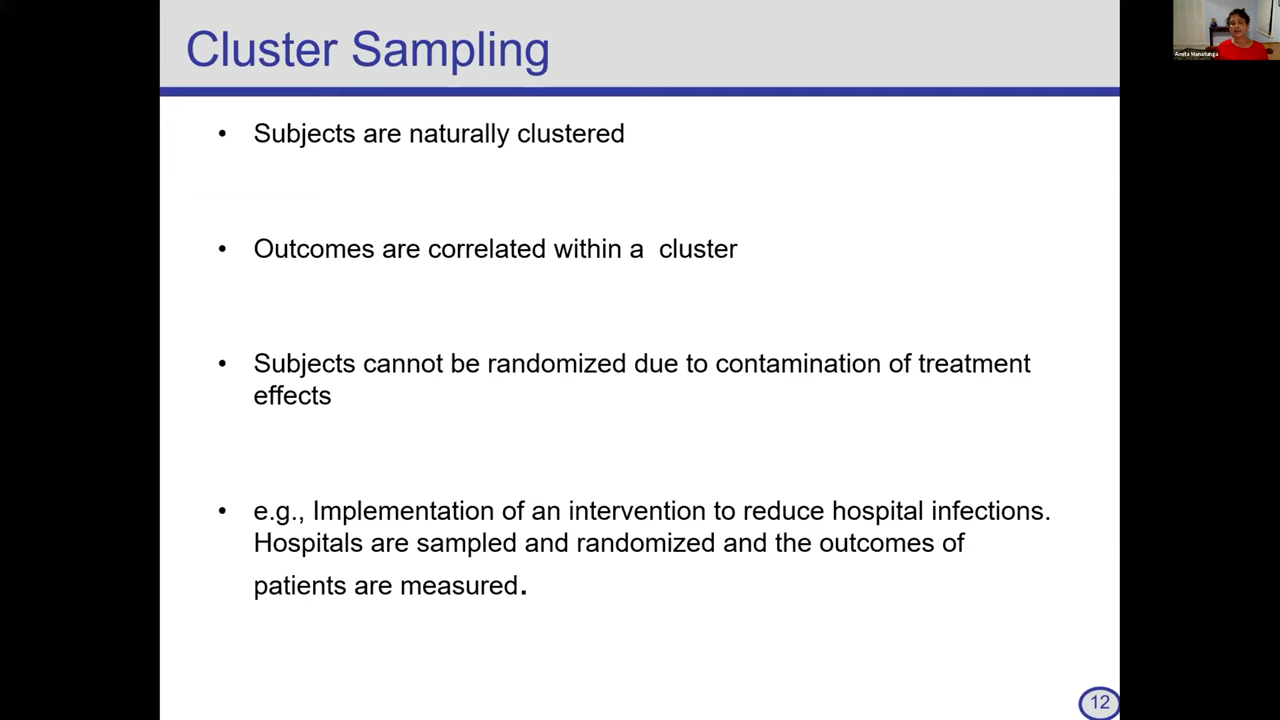 Cluster Sampling
Amita Manatunga
• Subjects are naturally clustered
• Outcomes are correlated within a  cluster
• Subjects cannot be randomized due to contamination of treatment
effects
• e.g., Implementation of an intervention to reduce hospital infections.
Hospitals are sampled and randomized and the outcomes of
patients are measured.
12